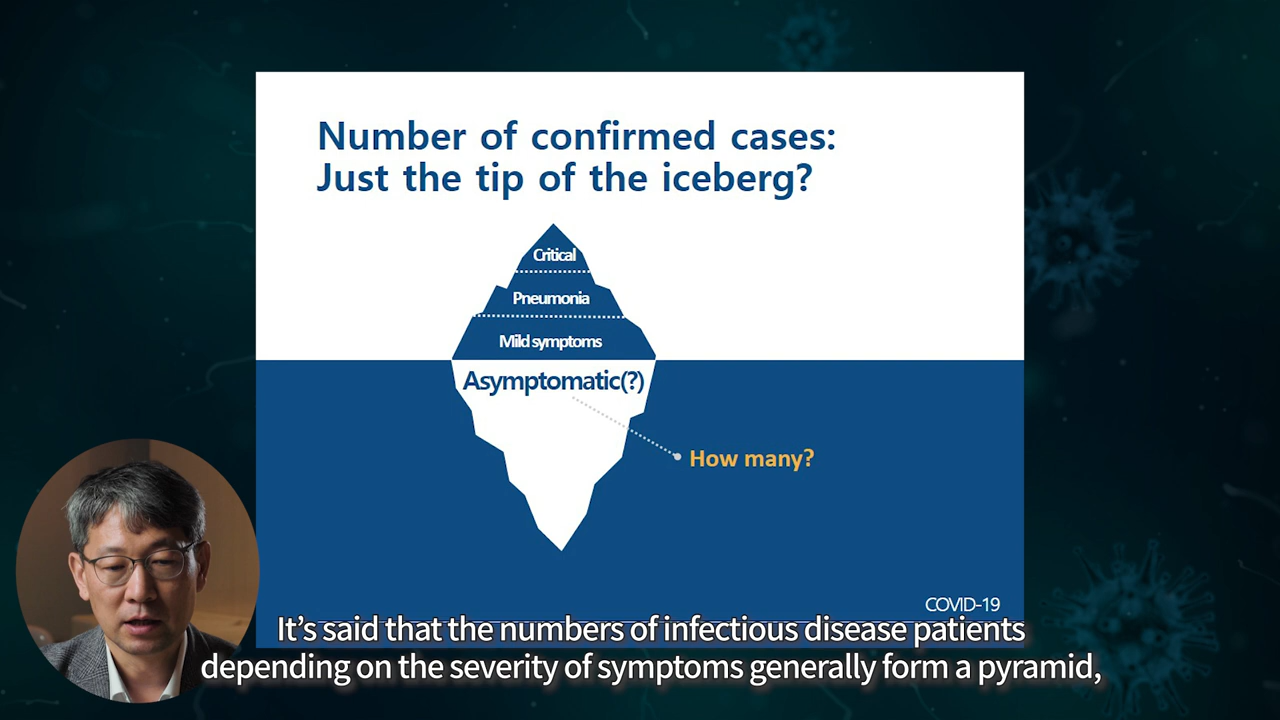 Number of confirmed cases:
Just the tip of the iceberg?
Critical
Pneumonia
Mild symptoms
Asymptomatic(?)
How many?
COVID-19
It’s said that the numbers of infectious disease patients
depending on the severity of symptoms generally form a pyramid,